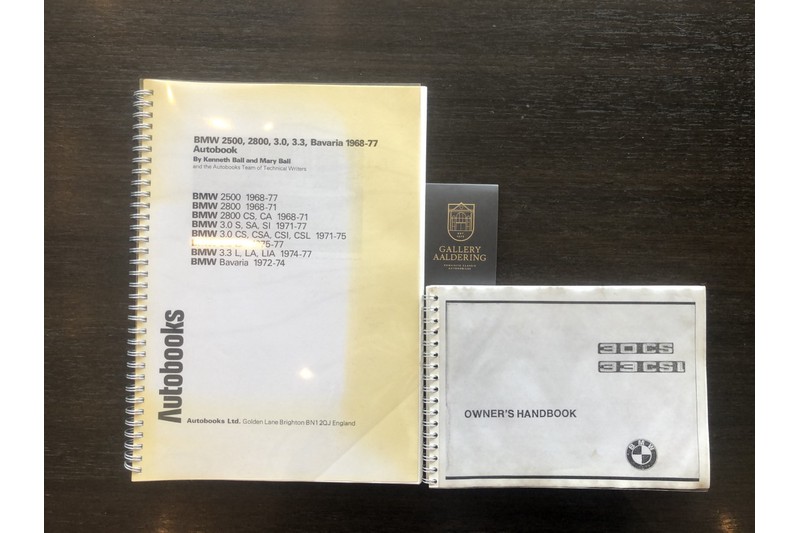 BMW 2500, 2800, 3.0, 3.3, Bavaria 1968-77
Autobook
By Kenneth Ball and Mary Ball
and the Autobooks Team of Technical Writers
BMW 2500 1968-77
BMW 2800 1968-71
BMW 2800 CS, CA 1968-71
BMW 3.0 S, SA, SI 1971-77
BMW 3.0 CS, CSA, CSI, CSL 1971-75
75-77
BMW 3.3 L, LA, LIA 1974-77
BMW Bavaria 1972-74
Autobooks
Autobooks Ltd. Golden Lane Brighton BN1 2QJ England
GALLERY
AALDERING
3.0 CS
3.3 CSI
OWNER'S HANDBOOK
BMW